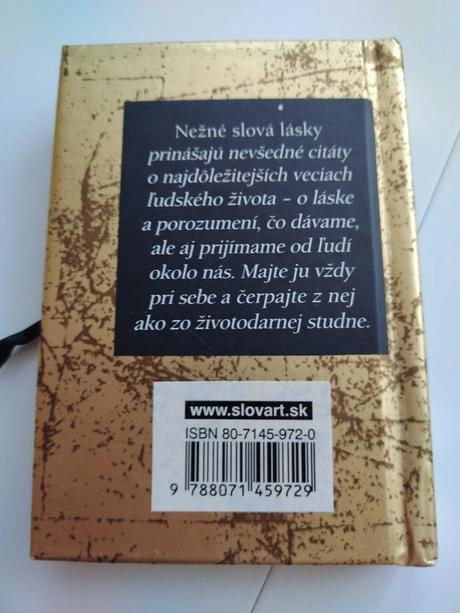 Nežné slová lásky
prinášajú nevšedné citáty
o najdôležitejších veciach
ľudského života – o láske
a porozumení, čo dávame,
ale aj prijímame od ľudí
okolo nás. Majte ju vždy
pri sebe a čerpajte z nej
ako zo životodarnej studne.
www.slovart.sk
ISBN 80-7145-972-0
9 788071 459729